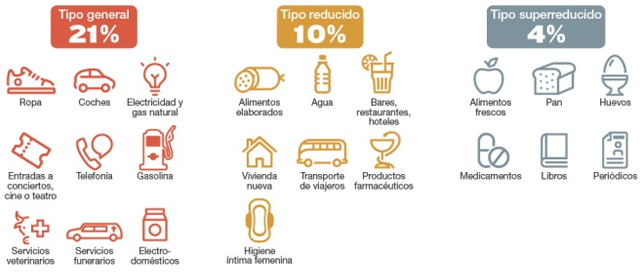 Tipo general
21%
Ropa
Coches
Electricidad y
gas natural
Entradas a
conciertos,
cine o teatro
Telefonía
Gasolina
Servicios
veterinarios
Servicios
funerarios
Electro-
domésticos
Tipo reducido
10%
Alimentos
elaborados
Agua
Bares,
restaurantes,
hoteles
Vivienda
nueva
Transporte
de viajeros
Productos
farmacéuticos
Higiene
íntima femenina
Tipo superreducido
4%
Alimentos
frescos
Pan
Huevos
Medicamentos
Libros
Periódicos